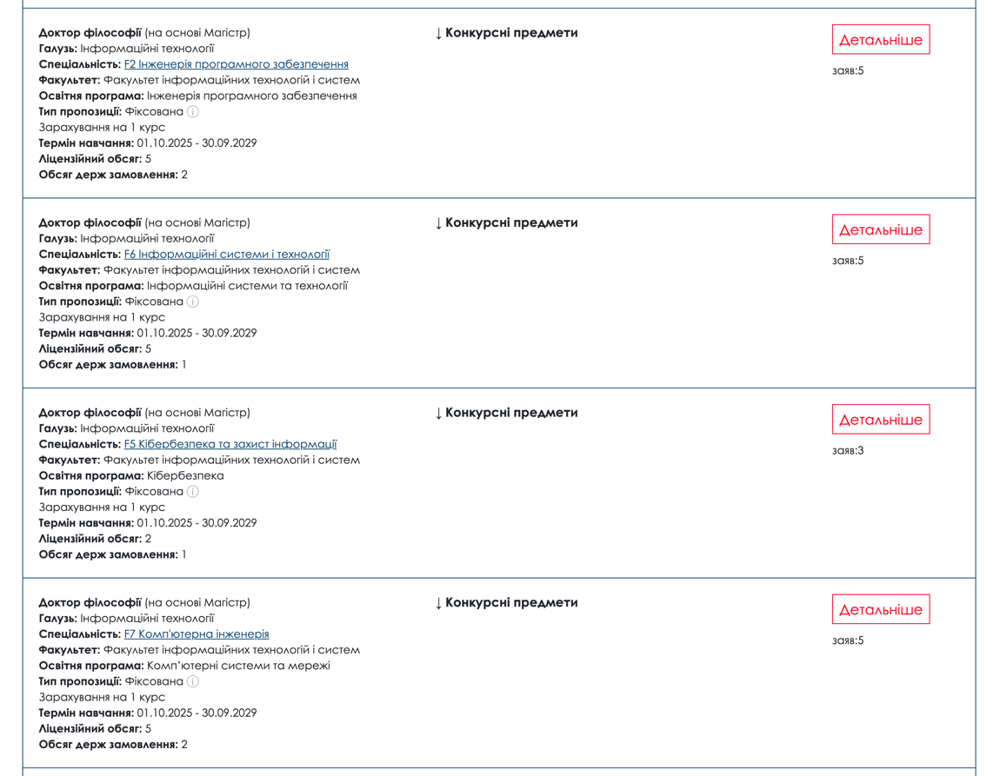 Доктор філософії (на основі Магістр)
Галузь: Інформаційні технології
Спеціальність: F2 Інженерія програмного забезпечення
Факультет: Факультет інформаційних технологій і систем
Освітня програма: Інженерія програмного забезпечення
Тип пропозиції: Фіксована ⓘ
Зарахування на 1 курс
Термін навчання: 01.10.2025 - 30.09.2029
Ліцензійний обсяг: 5
Обсяг держ замовлення: 2
↓ Конкурсні предмети
Детальніше
заяв:5
Доктор філософії (на основі Магістр)
Галузь: Інформаційні технології
Спеціальність: F6 Інформаційні системи і технології
Факультет: Факультет інформаційних технологій і систем
Освітня програма: Інформаційні системи та технології
Тип пропозиції: Фіксована ⓘ
Зарахування на 1 курс
Термін навчання: 01.10.2025 - 30.09.2029
Ліцензійний обсяг: 5
Обсяг держ замовлення: 1
↓ Конкурсні предмети
Детальніше
заяв:5
Доктор філософії (на основі Магістр)
Галузь: Інформаційні технології
Спеціальність: F5 Кібербезпека та захист інформації
Факультет: Факультет інформаційних технологій і систем
Освітня програма: Кібербезпека
Тип пропозиції: Фіксована ⓘ
Зарахування на 1 курс
Термін навчання: 01.10.2025 - 30.09.2029
Ліцензійний обсяг: 2
Обсяг держ замовлення: 1
↓ Конкурсні предмети
Детальніше
заяв:3
Доктор філософії (на основі Магістр)
Галузь: Інформаційні технології
Спеціальність: F7 Комп'ютерна інженерія
Факультет: Факультет інформаційних технологій і систем
Освітня програма: Комп’ютерні системи та мережі
Тип пропозиції: Фіксована ⓘ
Зарахування на 1 курс
Термін навчання: 01.10.2025 - 30.09.2029
Ліцензійний обсяг: 5
Обсяг держ замовлення: 2
↓ Конкурсні предмети
Детальніше
заяв:5